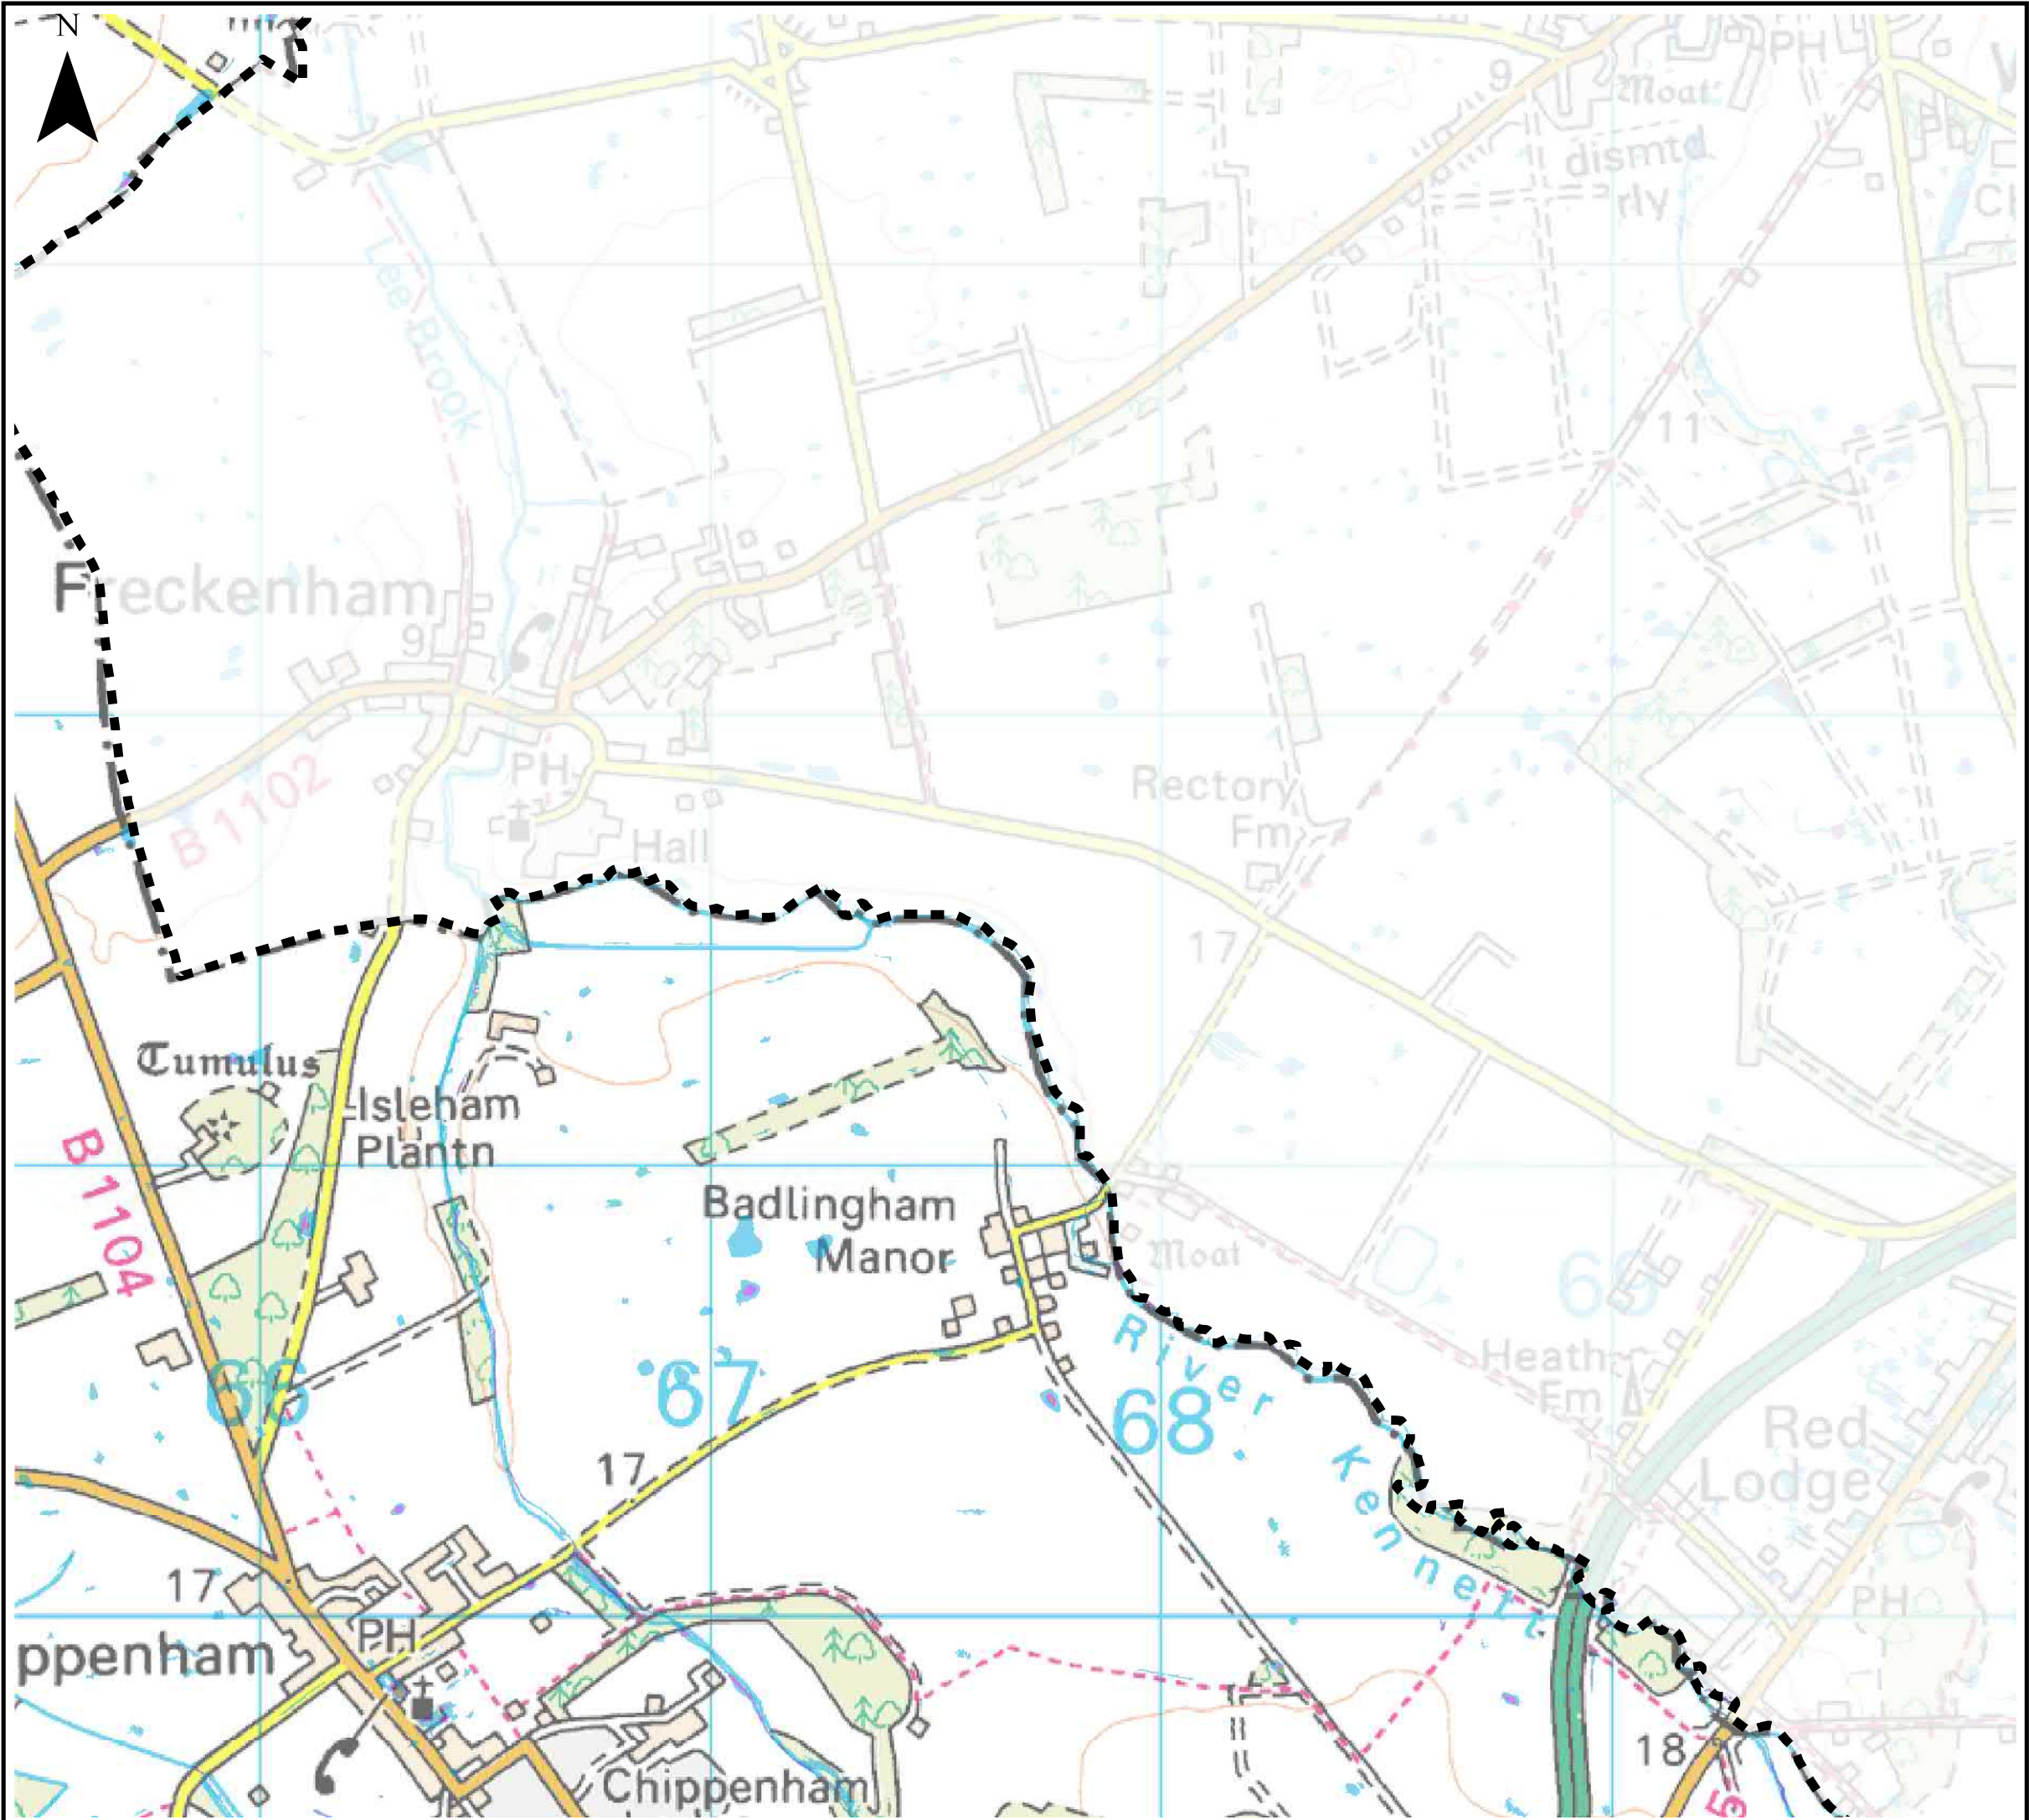 N
PH
9
Moat
dismtd
rly
Lee Brook
11
Freckenham
9
B 1102
PH
Hall
Rectory
Fm
17
Tumulus
Isleham
Plantn
B 1104
Badlingham
Manor
Moat
66
67
68
69
River Kennett
Heath
Fm
Red
Lodge
17
17
PH
PH
ppenham
18
Chippenham